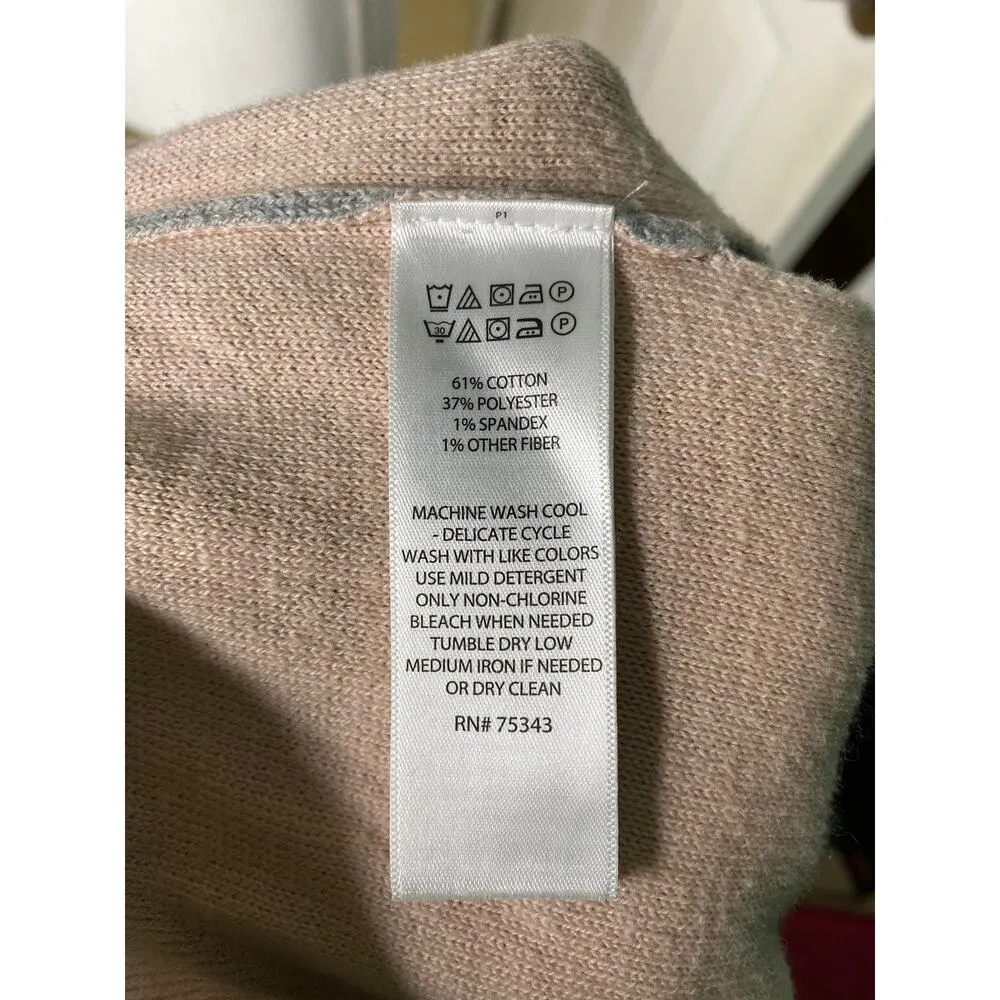 P1
P
30 P
61% COTTON
37% POLYESTER
1% SPANDEX
1% OTHER FIBER
MACHINE WASH COOL
- DELICATE CYCLE
WASH WITH LIKE COLORS
USE MILD DETERGENT
ONLY NON-CHLORINE
BLEACH WHEN NEEDED
TUMBLE DRY LOW
MEDIUM IRON IF NEEDED
OR DRY CLEAN
RN# 75343